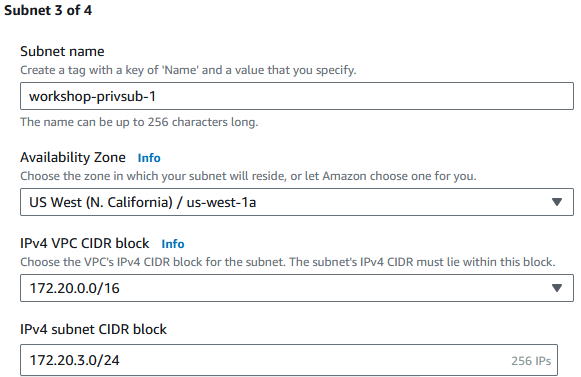 Subnet 3 of 4
Subnet name
Create a tag with a key of 'Name' and a value that you specify.
workshop-privsub-1
The name can be up to 256 characters long.
Availability Zone Info
Choose the zone in which your subnet will reside, or let Amazon choose one for you.
US West (N. California) / us-west-1a
IPv4 VPC CIDR block Info
Choose the VPC's IPv4 CIDR block for the subnet. The subnet's IPv4 CIDR must lie within this block.
172.20.0.0/16
IPv4 subnet CIDR block
172.20.3.0/24 256 IPs